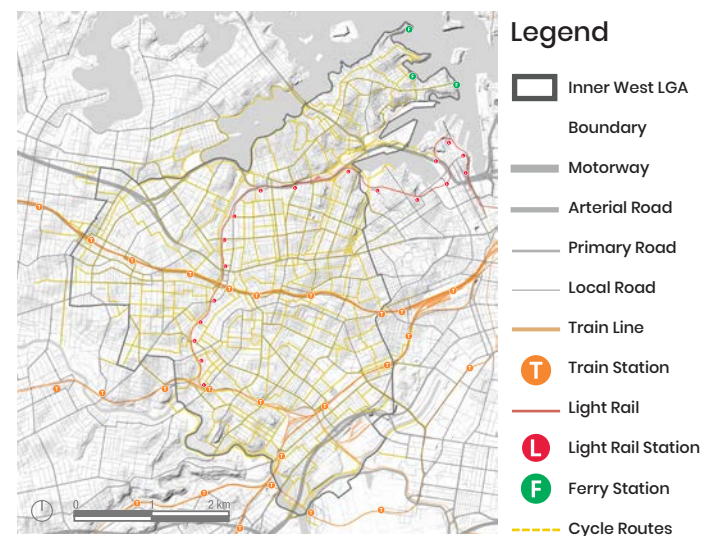 Legend
Inner West LGA
Boundary
Motorway
Arterial Road
Primary Road
Local Road
Train Line
T Train Station
Light Rail
L Light Rail Station
F Ferry Station
Cycle Routes
F
F
F
0 1 2 km